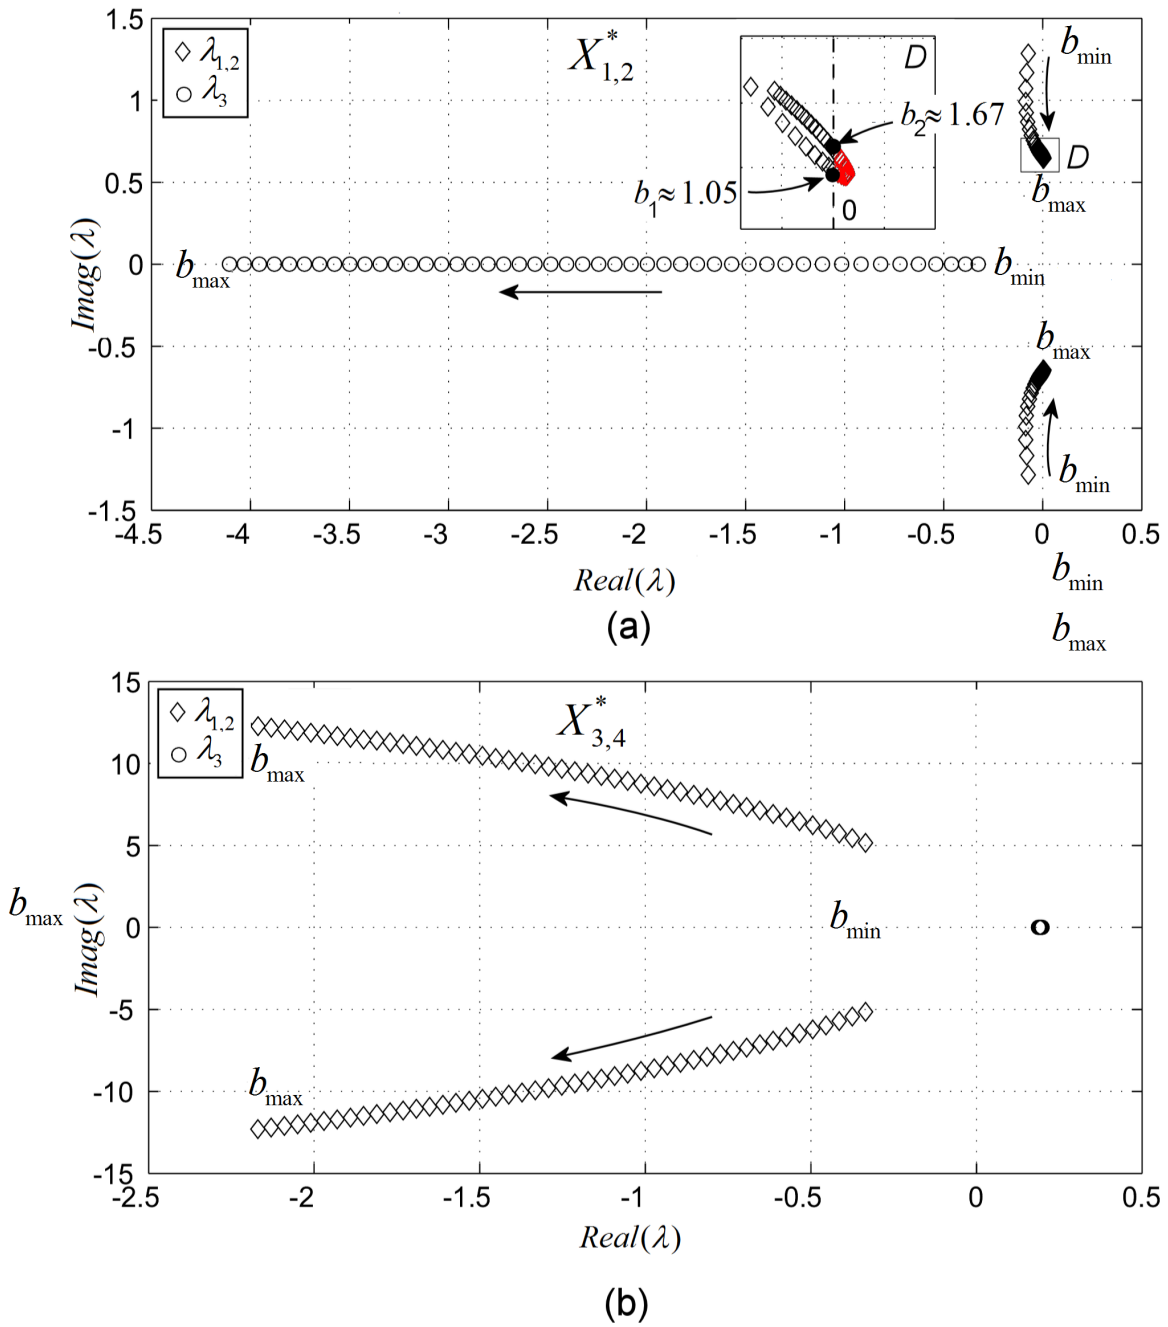 1.5
λ1,2
λ3
X*1,2
D
b2≈1.67
b1≈1.05
0
bmin
D
bmax
1
0.5
0
-0.5
-1
-1.5
bmax
bmin
bmax
bmin
Imag(λ)
-4.5 -4 -3.5 -3 -2.5 -2 -1.5 -1 -0.5 0 0.5
Real(λ)
bmin
(a)
bmax
15
λ1,2
λ3
X*3,4
bmax
10
5
0
-5
-10
-15
bmax
Imag(λ)
bmin
bmax
-2.5 -2 -1.5 -1 -0.5 0 0.5
Real(λ)
(b)